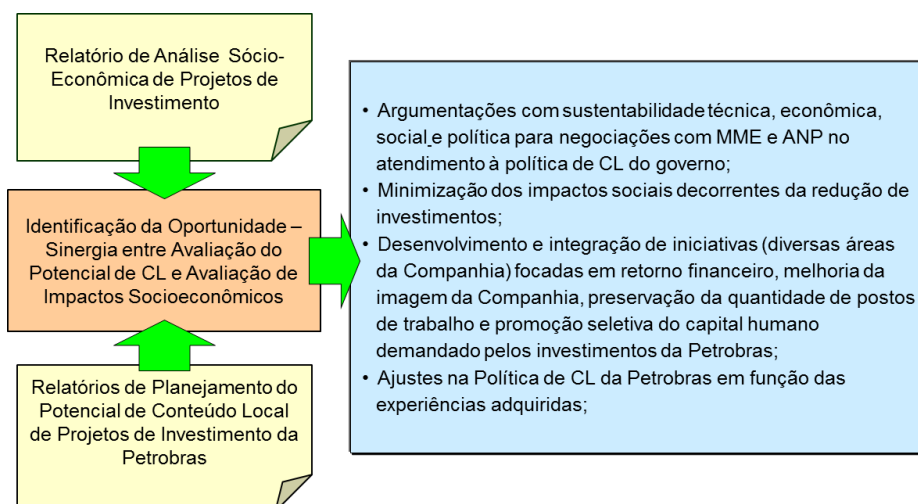 Relatório de Análise Sócio-
Econômica de Projetos de
Investimento
Identificação da Oportunidade –
Sinergia entre Avaliação do
Potencial de CL e Avaliação de
Impactos Socioeconômicos
Relatórios de Planejamento do
Potencial de Conteúdo Local
de Projetos de Investimento da
Petrobras
• Argumentações com sustentabilidade técnica, econômica,
social e política para negociações com MME e ANP no
atendimento à política de CL do governo;
• Minimização dos impactos sociais decorrentes da redução de
investimentos;
• Desenvolvimento e integração de iniciativas (diversas áreas
da Companhia) focadas em retorno financeiro, melhoria da
imagem da Companhia, preservação da quantidade de postos
de trabalho e promoção seletiva do capital humano
demandado pelos investimentos da Petrobras;
• Ajustes na Política de CL da Petrobras em função das
experiências adquiridas;